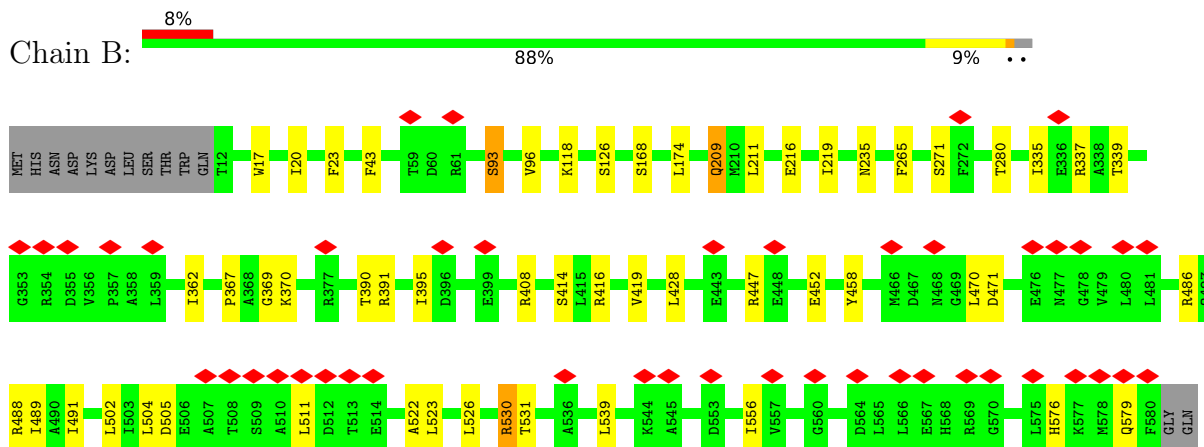 8%
Chain B:
88% 9% • •
MET HIS ASN ASP LYS ASP LEU SER THR TRP GLN T12 W17 I20 F23 F43 T59 D60 R61 S93 V96 K118 S126 S168 L174 Q209 M210 L211 E216 I219 N235 F265 S271 F272 T280 I335 E336 R337 A338 T339
G353 R354 D355 V356 P357 A358 L359 I362 P367 A368 G369 K370 R377 T390 R391 I395 D396 E399 R408 S414 L415 R416 V419 L428 E443 R447 E448 E452 Y458 M466 D467 N468 G469 L470 D471 E476 N477 G478 V479 L480 L481 R486
R488 I489 A490 I491 L502 I503 L504 D505 E506 A507 T508 S509 A510 L511 D512 T513 E514 A522 L523 L526 R530 T531 A536 L539 K544 A545 D553 I556 V557 G560 D564 L565 L566 E567 H568 R569 G570 L575 H576 K577 M578 Q579 F580 GLY GLN